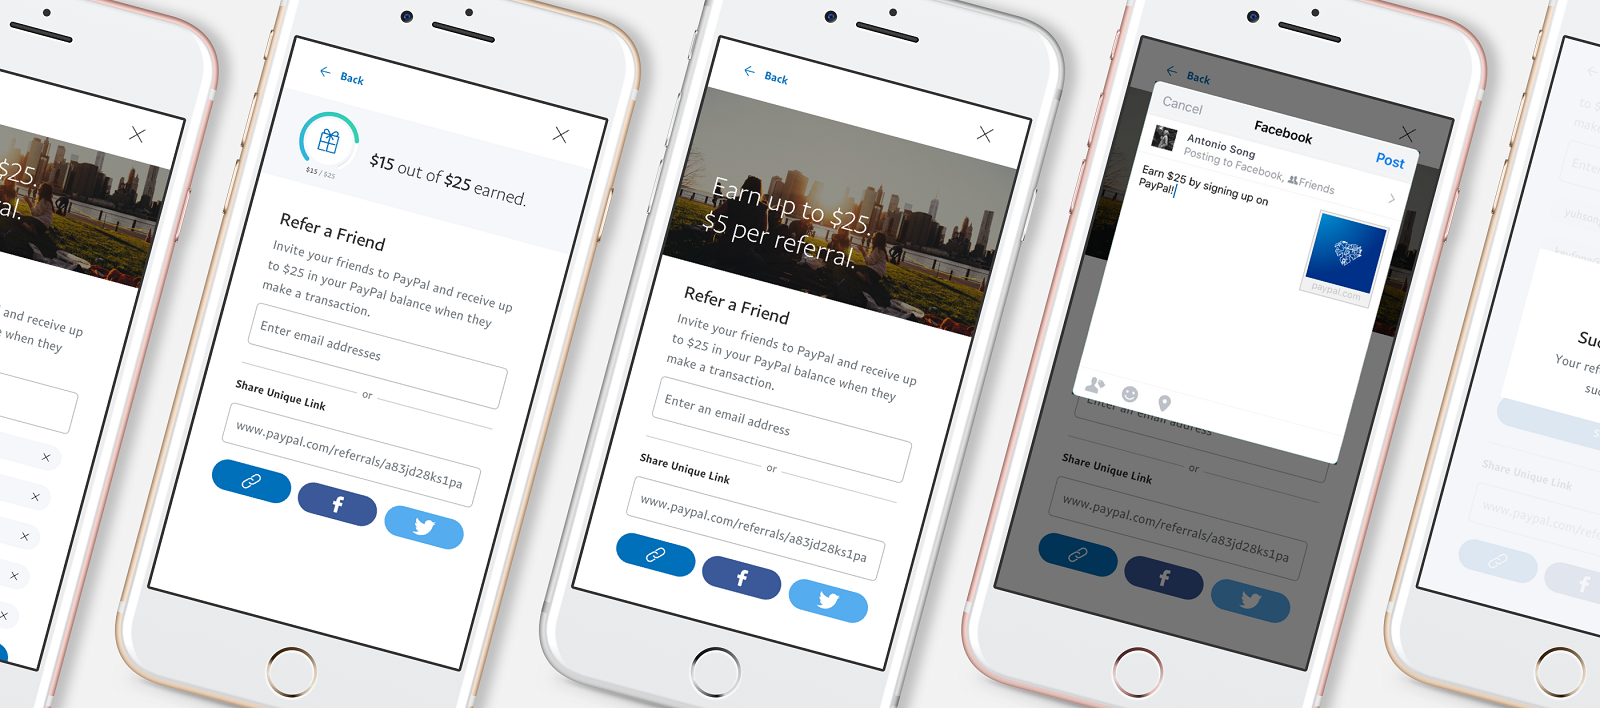 $25.
al.
and receive up
when they
Back
$15 / $25
$15 out of $25 earned.
Refer a Friend
Invite your friends to PayPal and receive up
to $25 in your PayPal balance when they
make a transaction.
Enter email addresses
or
Share Unique Link
www.paypal.com/referrals/a83jd28ks1pa
Back
Earn up to $25.
$5 per referral.
Refer a Friend
Invite your friends to PayPal and receive up
to $25 in your PayPal balance when they
make a transaction.
Enter an email address
or
Share Unique Link
www.paypal.com/referrals/a83jd28ks1pa
Back
Cancel
Facebook
Post
Antonio Song
Posting to Facebook, Friends
Earn $25 by signing up on
PayPal!
paypal.com
Enter an email address
or
Share Unique Link
www.paypal.com/referrals/a83jd28ks1pa
Suc
Your ref
suc
Share Unique Link
www.paypal.com/refe